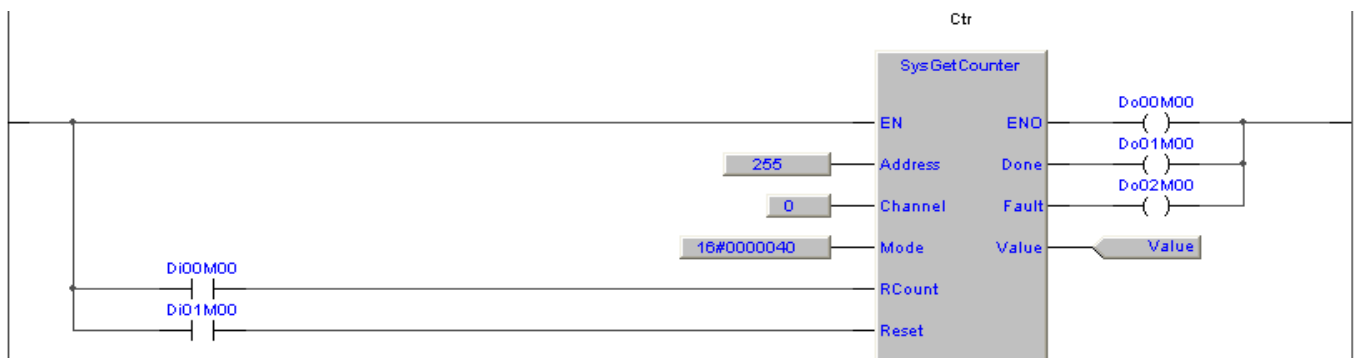 Ctr
SysGetCounter
Do00M00
EN ENO
Do01M00
255 Address Done
Do02M00
0 Channel Fault
16#0000040 Mode Value Value
Di00M00
RCount
Di01M00
Reset